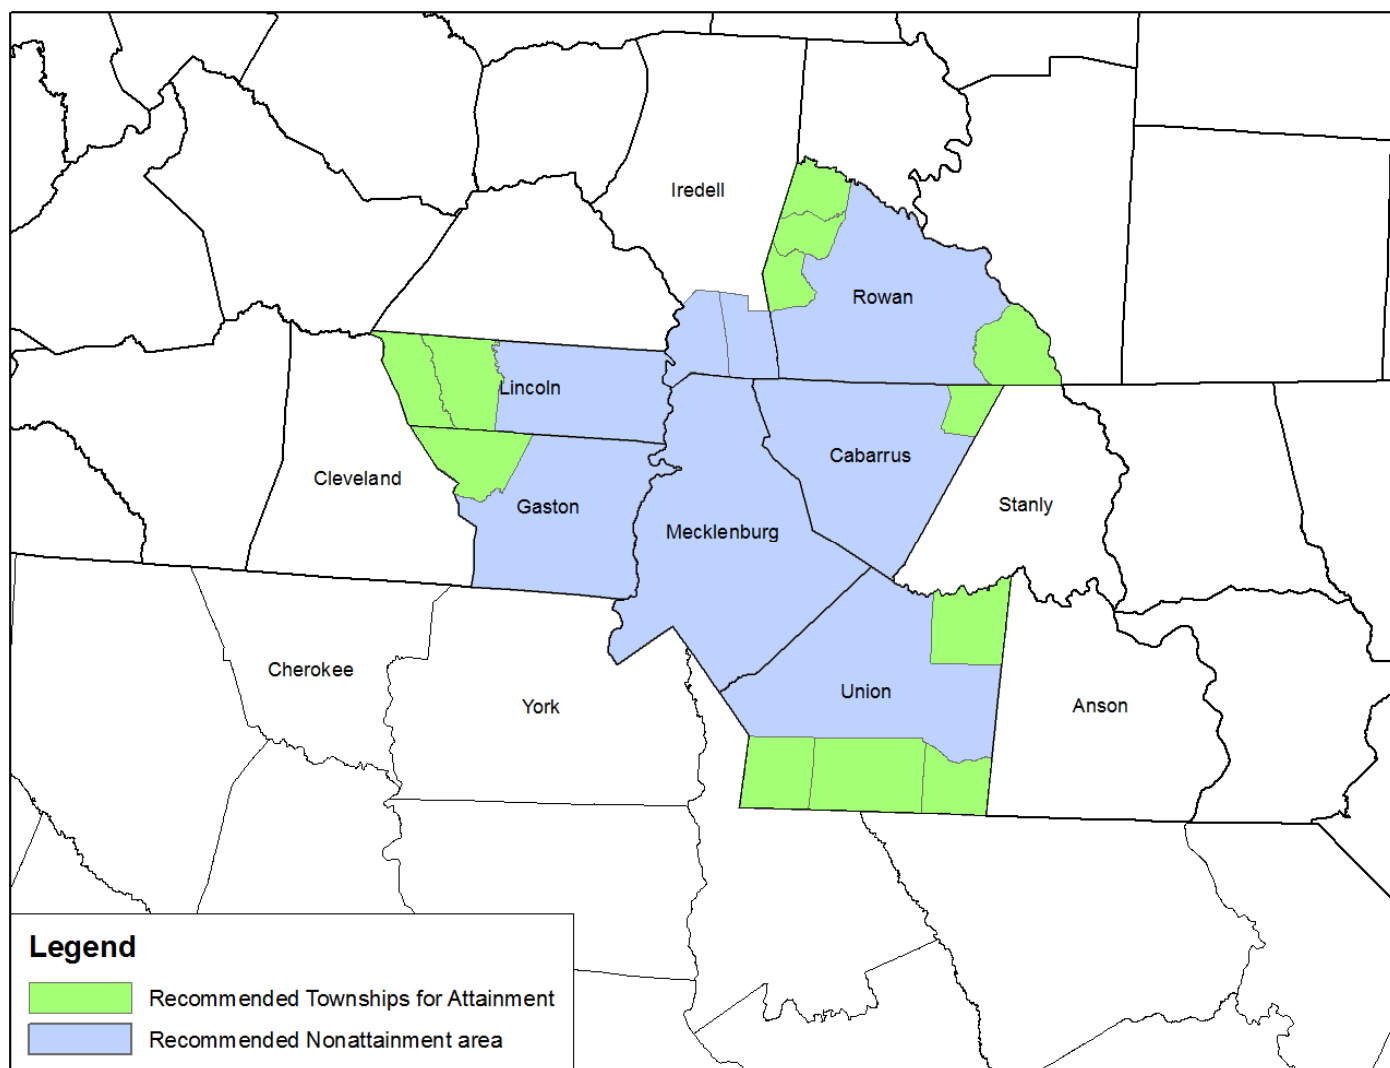 Iredell
Rowan
Lincoln
Cabarrus
Cleveland
Gaston
Stanly
Mecklenburg
Cherokee
Union
York
Anson
Legend
Recommended Townships for Attainment
Recommended Nonattainment area